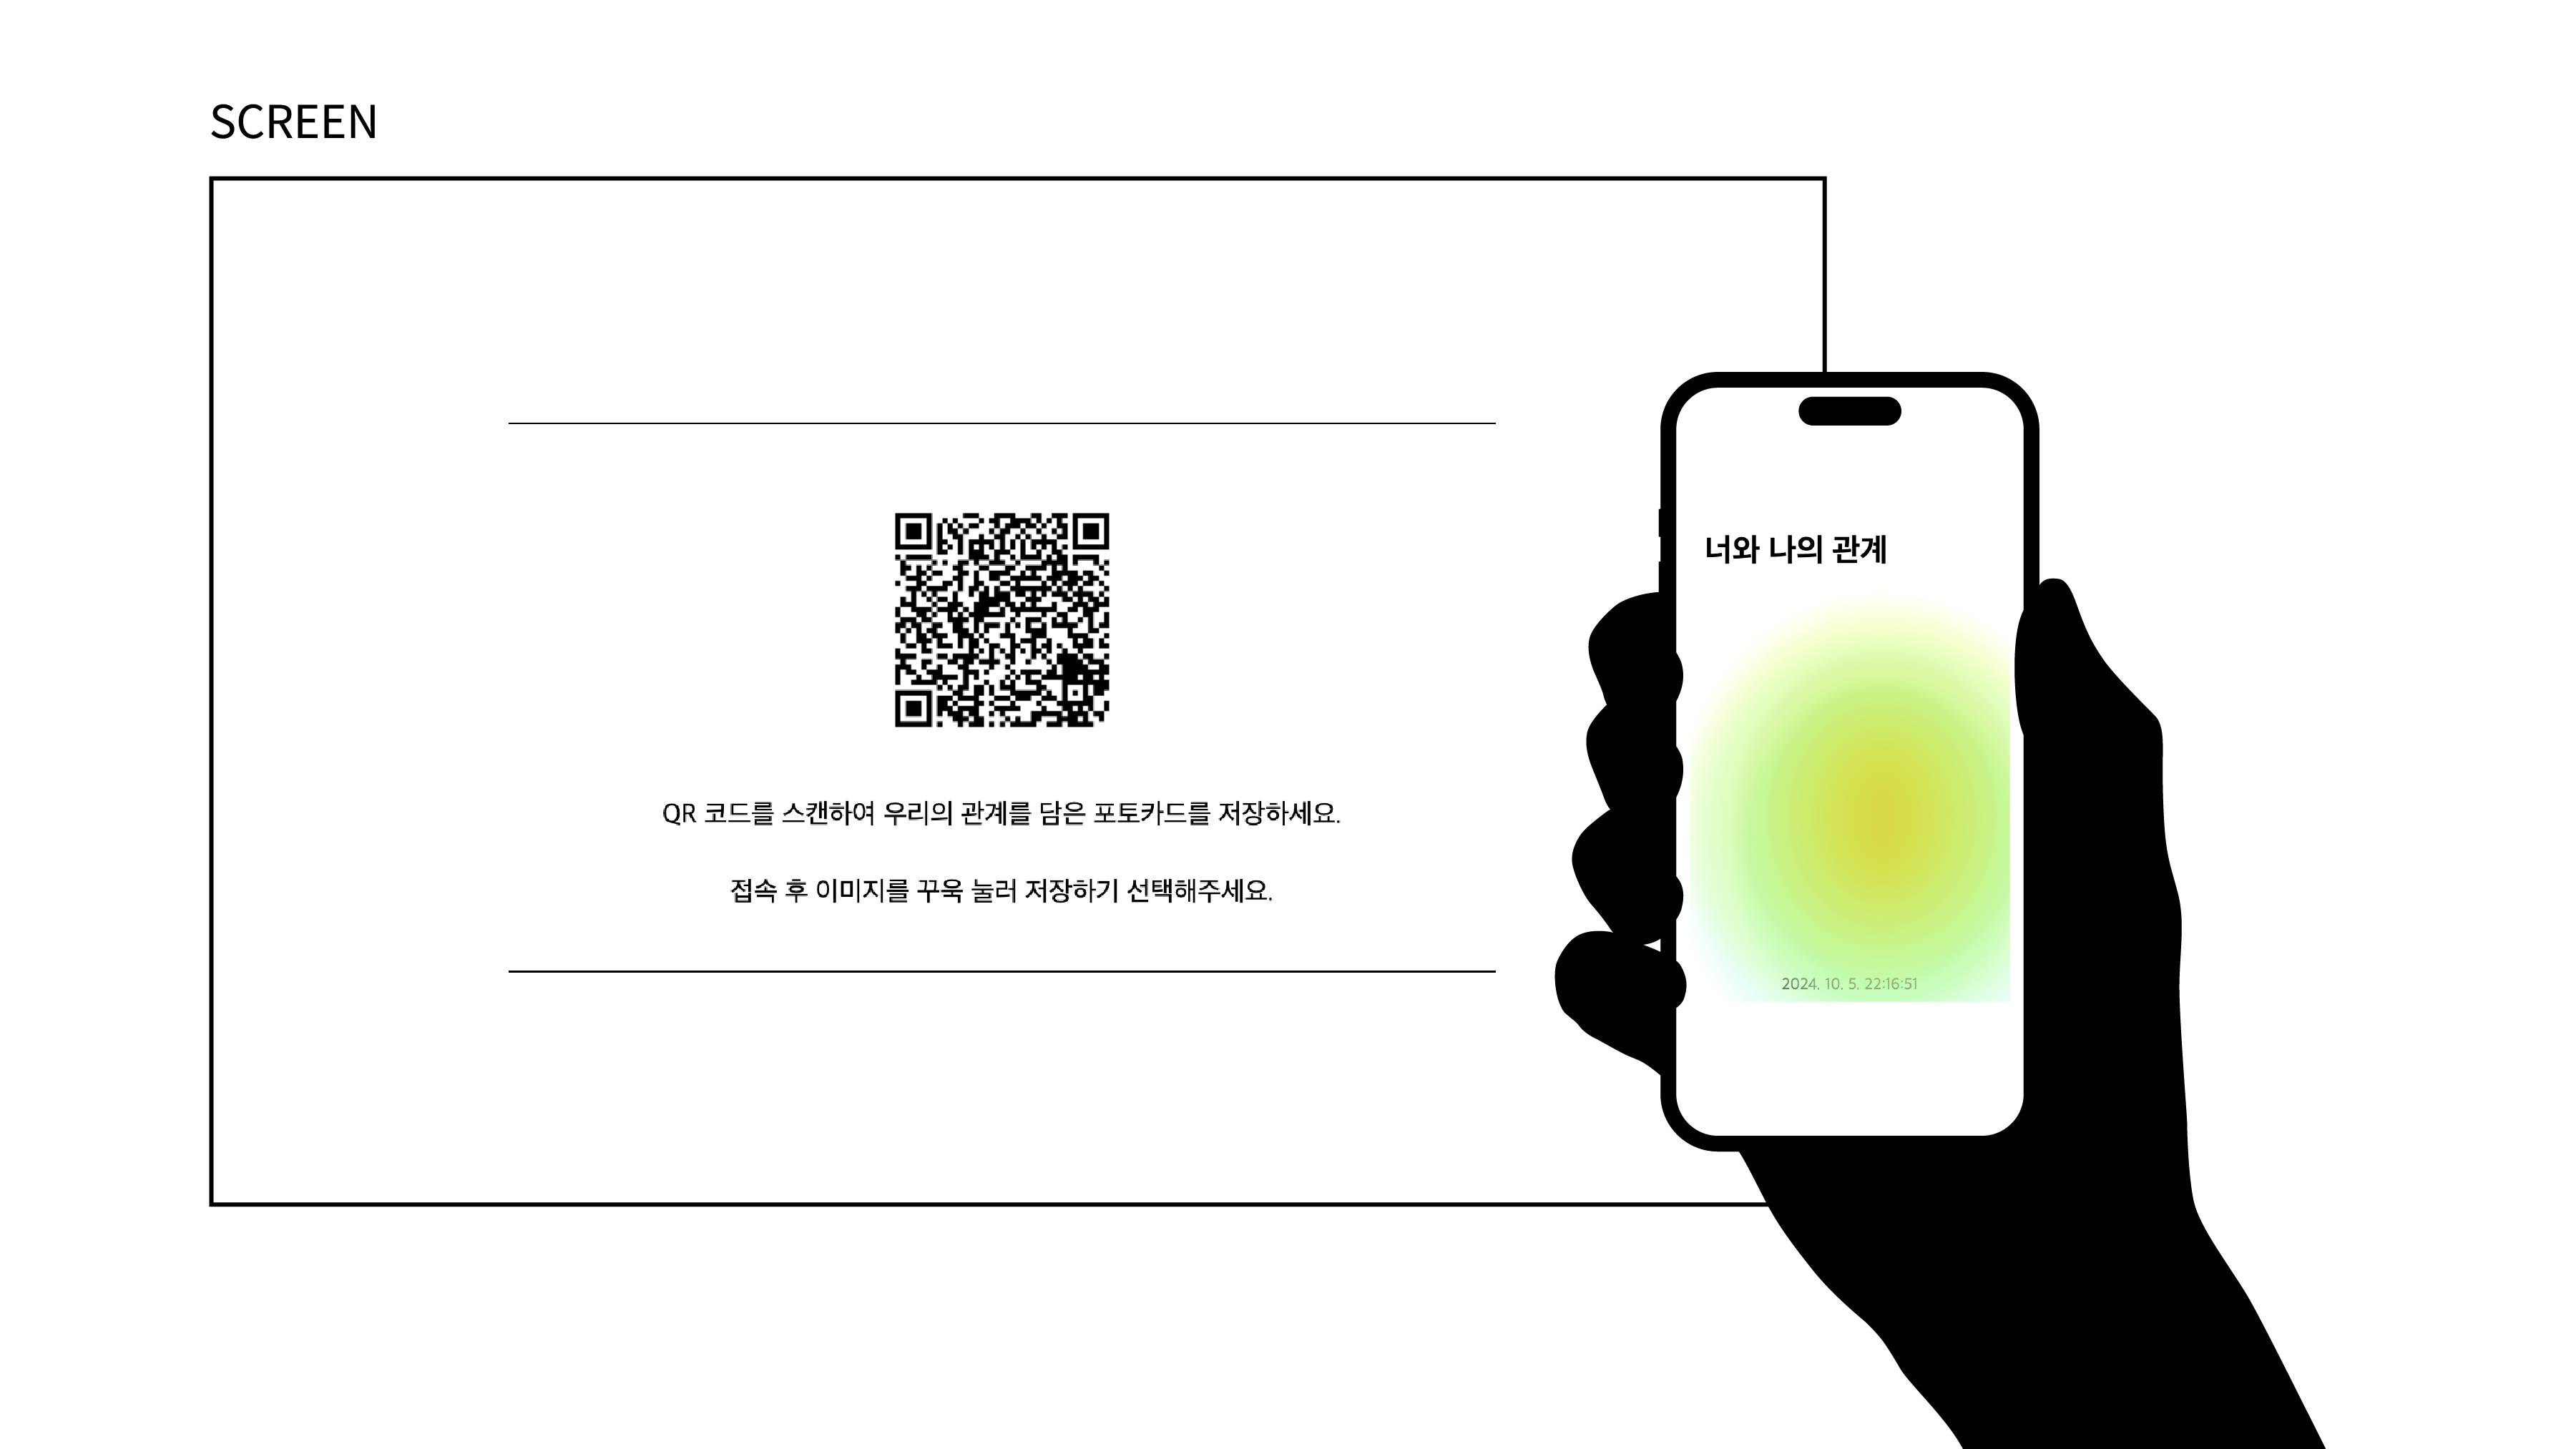 SCREEN
QR 코드를 스캔하여 우리의 관계를 담은 포토카드를 저장하세요.
접속 후 이미지를 꾸욱 눌러 저장하기 선택해주세요.
너와 나의 관계
2024. 10. 5. 22:16:51